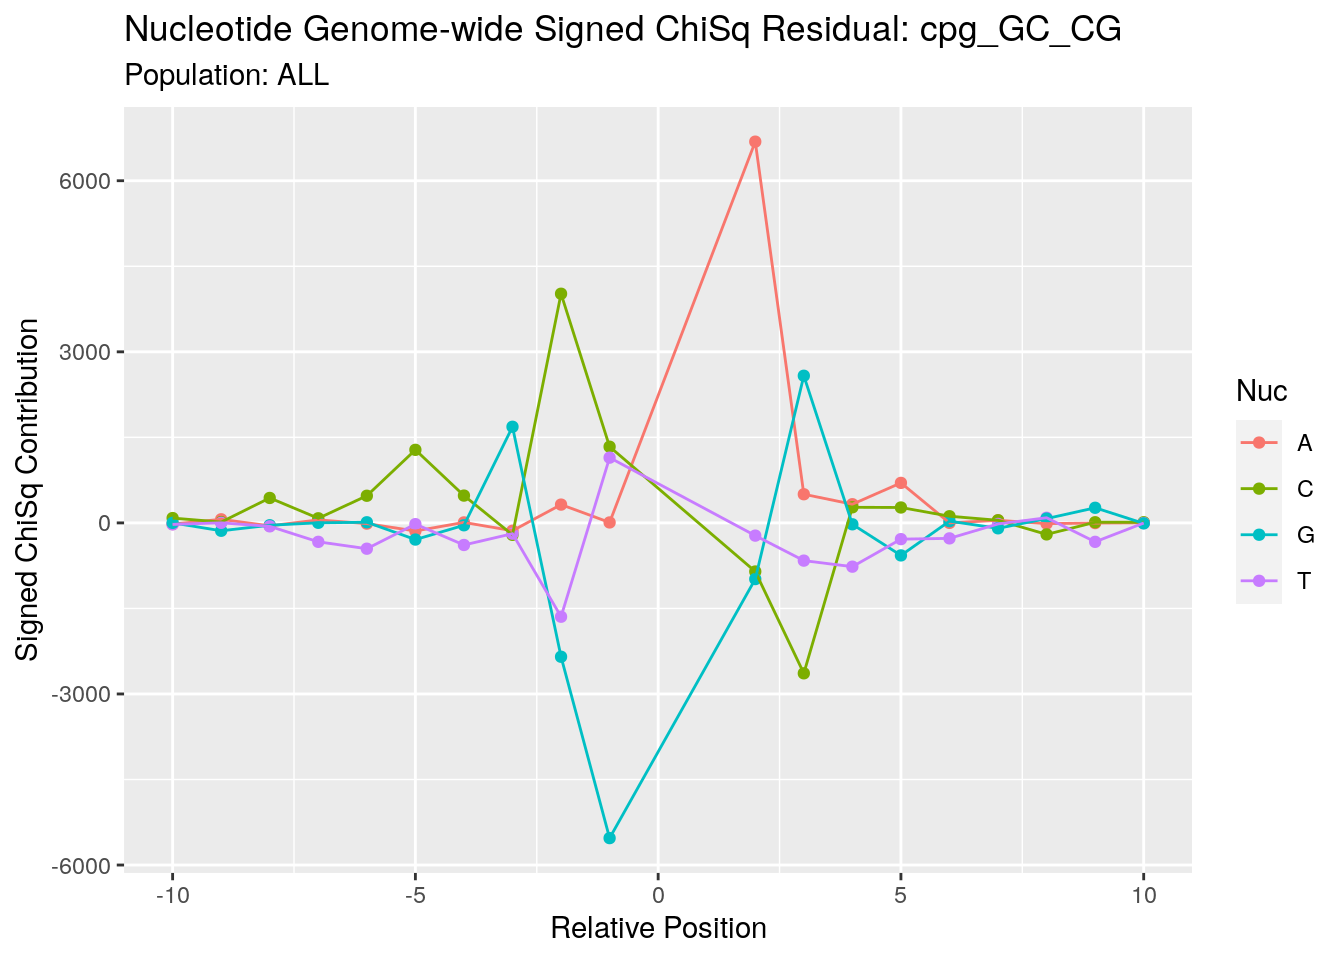 Nucleotide Genome-wide Signed ChiSq Residual: cpg_GC_CG
Population: ALL
Signed ChiSq Contribution
6000
3000
0
-3000
-6000
-10
-5
0
5
10
Relative Position
Nuc
A
C
G
T